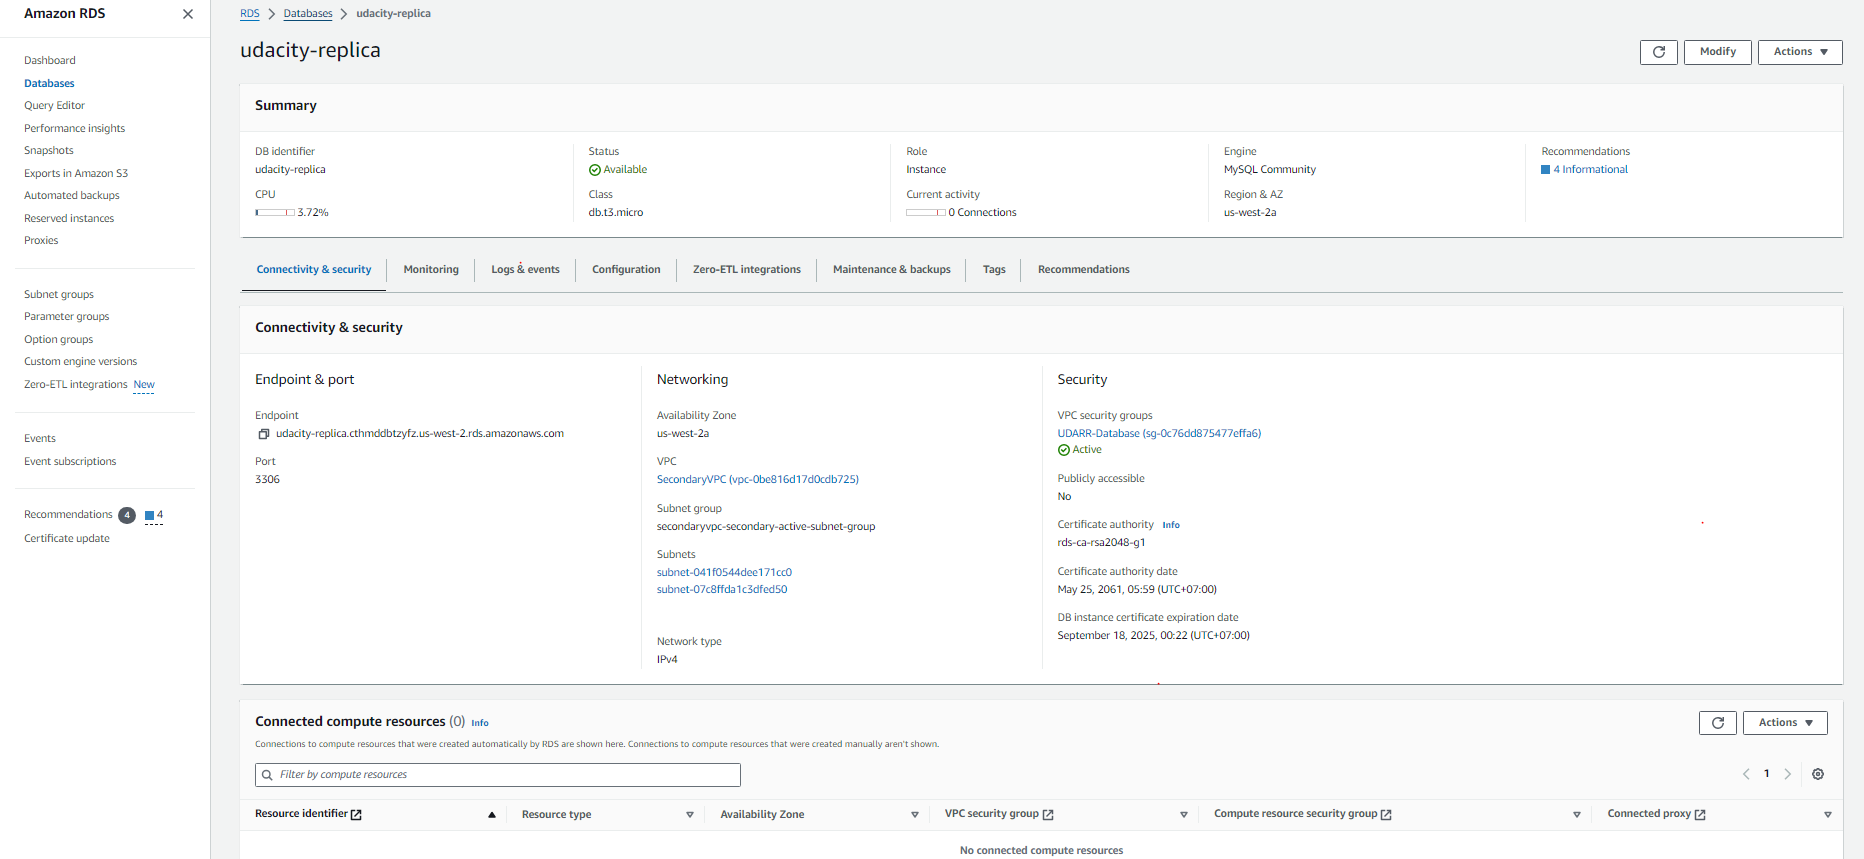 Amazon RDS
Dashboard
Databases
Query Editor
Performance insights
Snapshots
Exports in Amazon S3
Automated backups
Reserved instances
Proxies
Subnet groups
Parameter groups
Option groups
Custom engine versions
Zero-ETL integrations New
Events
Event subscriptions
Recommendations 4 4
Certificate update
RDS Databases udacity-replica
udacity-replica
Modify Actions
Summary
DB identifier
udacity-replica
CPU
3.72%
Status
Available
Class
db.t3.micro
Role
Instance
Current activity
0 Connections
Engine
MySQL Community
Region & AZ
us-west-2a
Recommendations
4 Informational
Connectivity & security Monitoring Logs & events Configuration Zero-ETL integrations Maintenance & backups Tags Recommendations
Connectivity & security
Endpoint & port
Endpoint
udacity-replica.cthmddbtzyfz.us-west-2.rds.amazonaws.com
Port
3306
Networking
Availability Zone
us-west-2a
VPC
SecondaryVPC (vpc-0be816d17d0cdb725)
Subnet group
secondaryvpc-secondary-active-subnet-group
Subnets
subnet-041f0544dee171cc0
subnet-07c8ffda1c3dfed50
Network type
IPv4
Security
VPC security groups
UDARR-Database (sg-0c76dd875477effa6)
Active
Publicly accessible
No
Certificate authority Info
rds-ca-rsa2048-g1
Certificate authority date
May 25, 2061, 05:59 (UTC+07:00)
DB instance certificate expiration date
September 18, 2025, 00:22 (UTC+07:00)
Connected compute resources (0) Info
Actions
Connections to compute resources that were created automatically by RDS are shown here. Connections to compute resources that were created manually aren't shown.
Filter by compute resources
1
Resource identifier Resource type Availability Zone VPC security group Compute resource security group Connected proxy
No connected compute resources